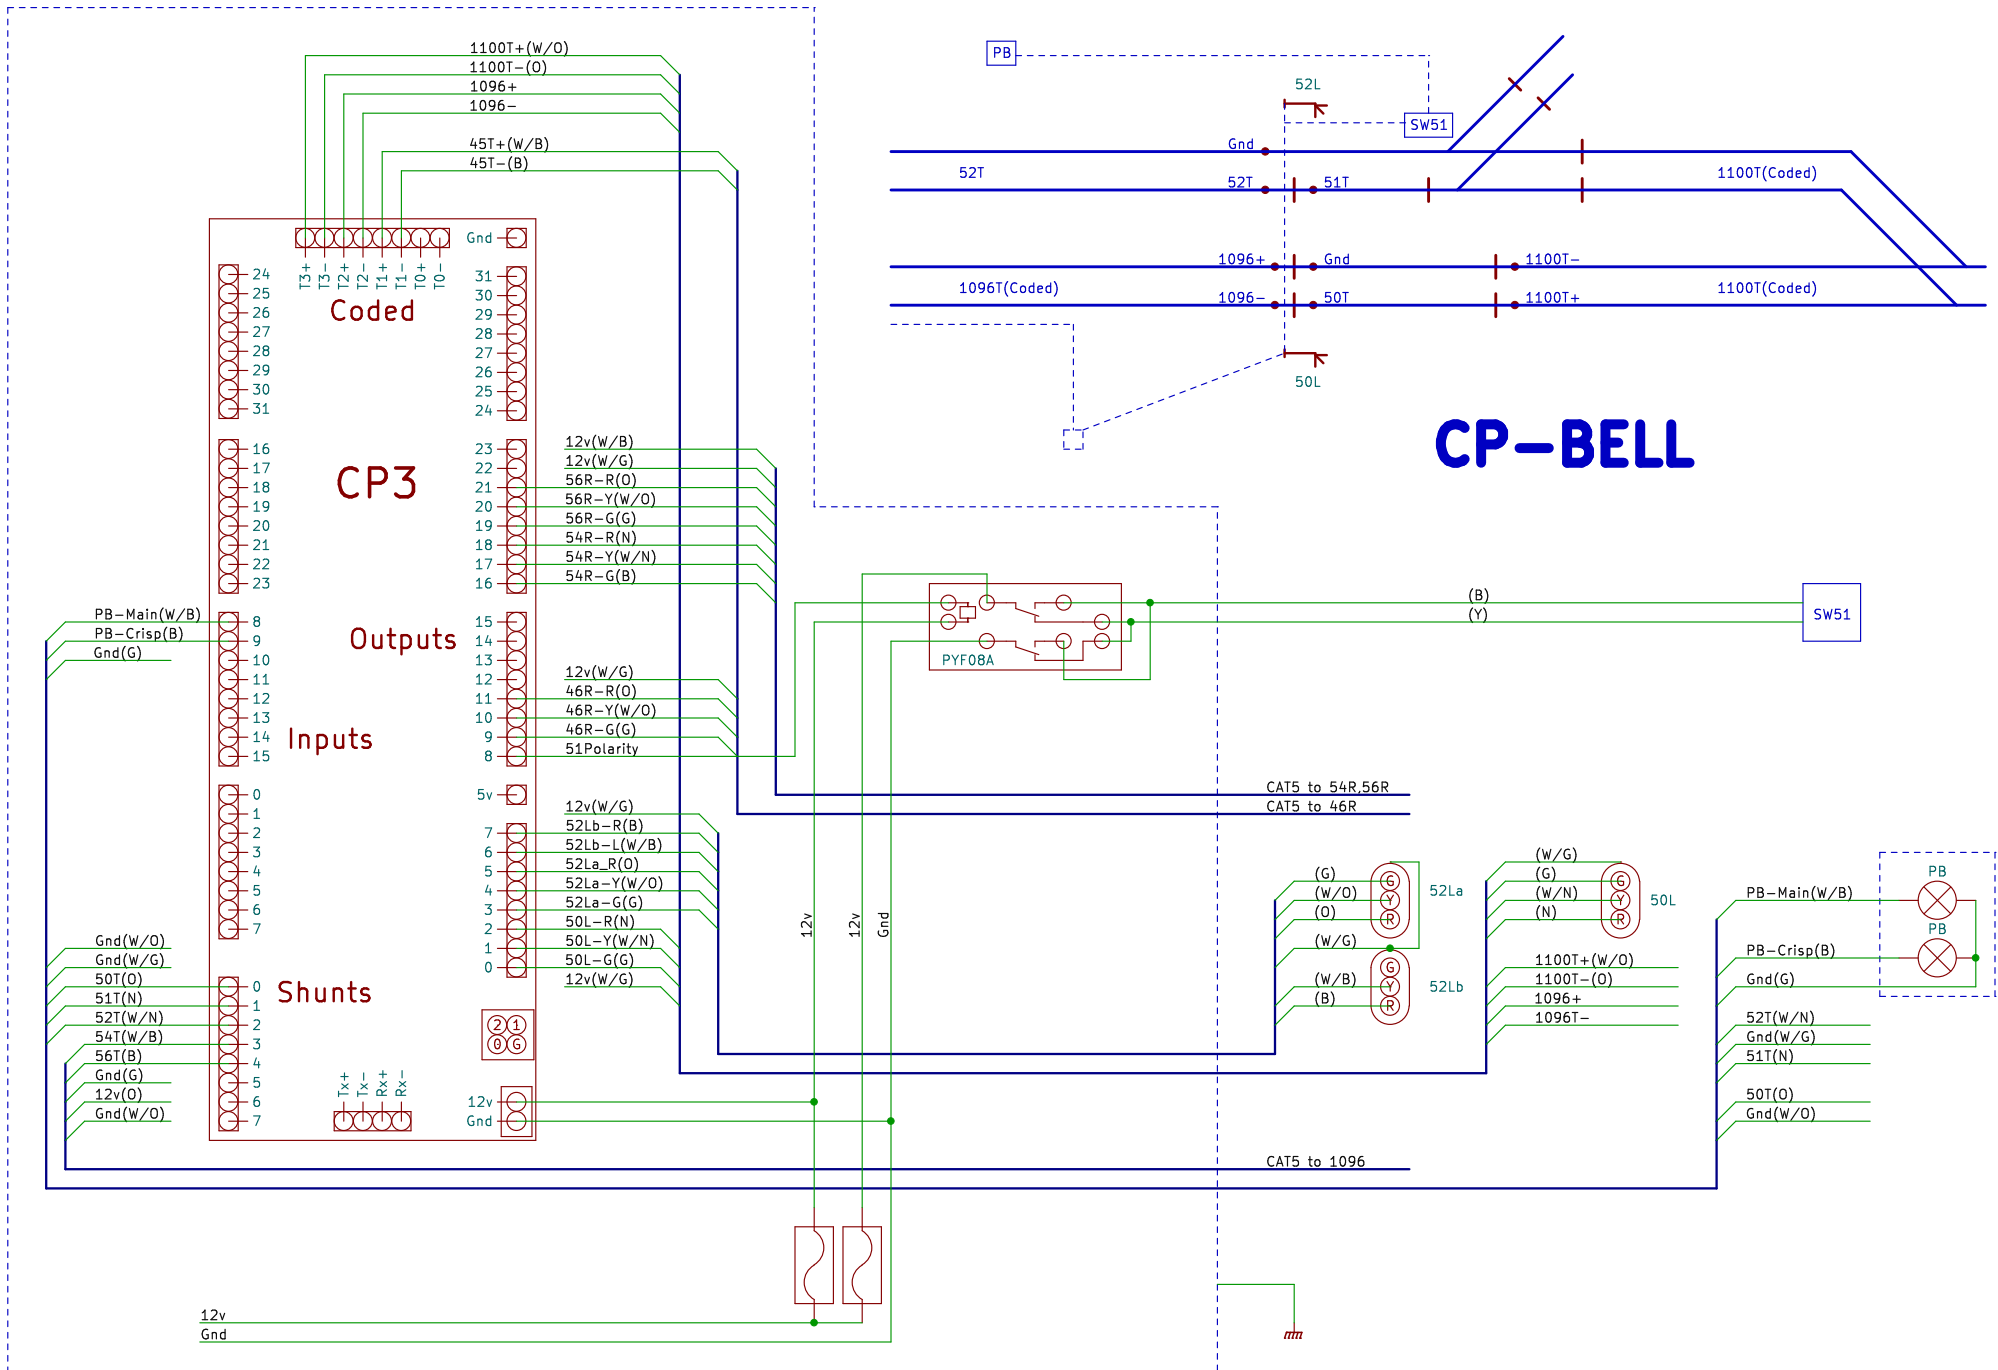 1100T+(W/O)
1100T-(O)
1096+
1096-
45T+(W/B)
45T-(B)
T3+
T3-
T2+
T2-
T1+
T1-
T0+
T0-
Gnd
Coded
24
25
26
27
28
29
30
31
31
30
29
28
27
26
25
24
CP3
16
17
18
19
20
21
22
23
23
22
21
20
19
18
17
16
12v(W/B)
12v(W/G)
56R-R(O)
56R-Y(W/O)
56R-G(G)
54R-R(N)
54R-Y(W/N)
54R-G(B)
PB-Main(W/B)
PB-Crisp(B)
Gnd(G)
8
9
10
11
12
13
14
15
Outputs
Inputs
15
14
13
12
11
10
9
8
12v(W/G)
46R-R(O)
46R-Y(W/O)
46R-G(G)
51Polarity
0
1
2
3
4
5
6
7
5v
7
6
5
4
3
2
1
0
12v(W/G)
52Lb-R(B)
52Lb-L(W/B)
52La_R(O)
52La-Y(W/O)
52La-G(G)
50L-R(N)
50L-Y(W/N)
50L-G(G)
12v(W/G)
Gnd(W/O)
Gnd(W/G)
50T(O)
51T(N)
52T(W/N)
54T(W/B)
56T(B)
Gnd(G)
12v(O)
Gnd(W/O)
Shunts
0
1
2
3
4
5
6
7
2 1
0 G
Tx+
Tx-
Rx+
Rx-
12v
Gnd
12v
Gnd
12v
12v
Gnd
PB
52L
SW51
Gnd
52T
52T
51T
1100T(Coded)
1096+
Gnd
1100T-
1096T(Coded)
1096-
50T
1100T+
1100T(Coded)
50L
CP-BELL
PYF08A
(B)
(Y)
SW51
CAT5 to 54R,56R
CAT5 to 46R
(G)
(W/O)
(O)
(W/G)
(W/B)
(B)
G
Y
R
52La
G
Y
R
52Lb
(W/G)
(G)
(W/N)
(N)
G
Y
R
50L
1100T+(W/O)
1100T-(O)
1096+
1096T-
PB
PB-Main(W/B)
PB
PB-Crisp(B)
Gnd(G)
52T(W/N)
Gnd(W/G)
51T(N)
50T(O)
Gnd(W/O)
CAT5 to 1096